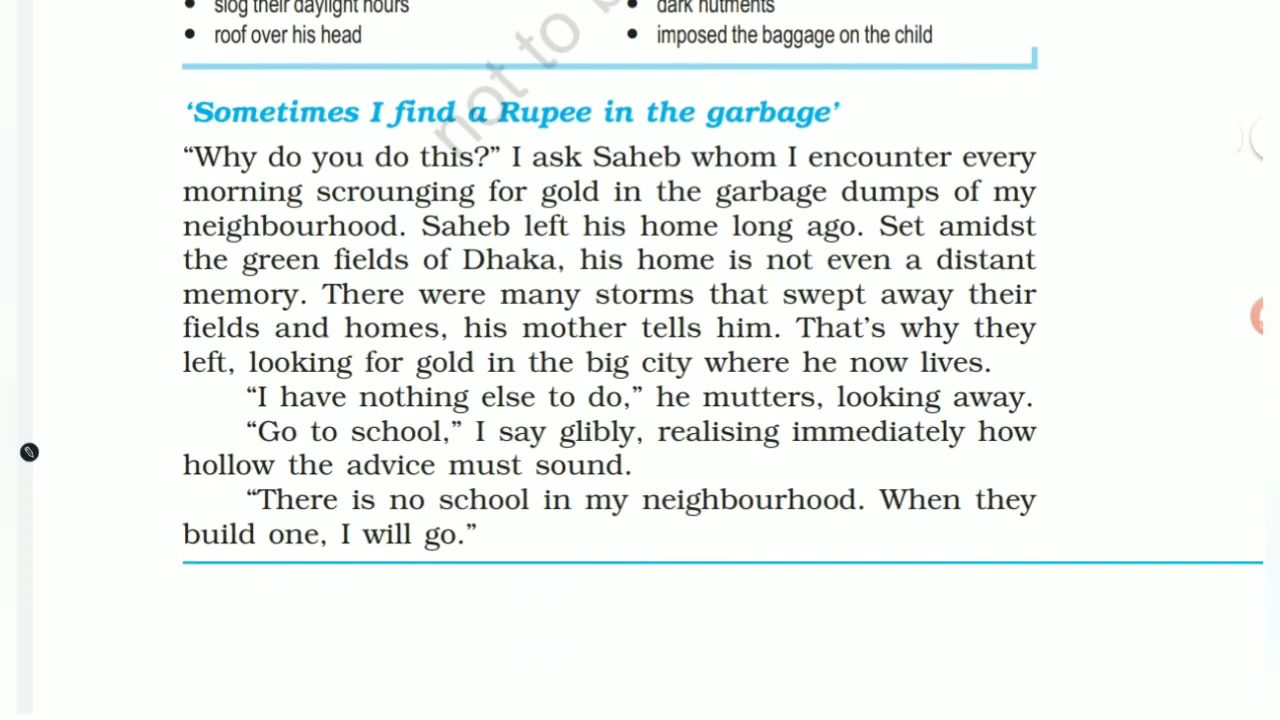 slog their daylight hours
dark hutments
roof over his head
imposed the baggage on the child
not to b
‘Sometimes I find a Rupee in the garbage’
“Why do you do this?” I ask Saheb whom I encounter every
morning scrounging for gold in the garbage dumps of my
neighbourhood. Saheb left his home long ago. Set amidst
the green fields of Dhaka, his home is not even a distant
memory. There were many storms that swept away their
fields and homes, his mother tells him. That’s why they
left, looking for gold in the big city where he now lives.
“I have nothing else to do,” he mutters, looking away.
“Go to school,” I say glibly, realising immediately how
hollow the advice must sound.
“There is no school in my neighbourhood. When they
build one, I will go.”